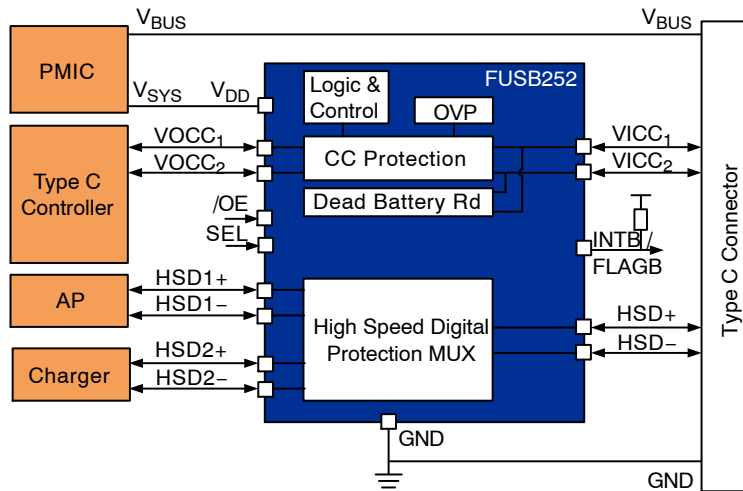 VBUS
VBUS
PMIC
VSYS
VDD
FUSB252
Logic &
Control
OVP
VOCC1
VOCC2
CC Protection
VICC1
VICC2
Type C
Controller
Dead Battery Rd
/OE
SEL
INTB /
FLAGB
Type C Connector
AP
HSD1+
HSD1−
High Speed Digital
Protection MUX
HSD+
HSD−
Charger
HSD2+
HSD2−
GND
GND